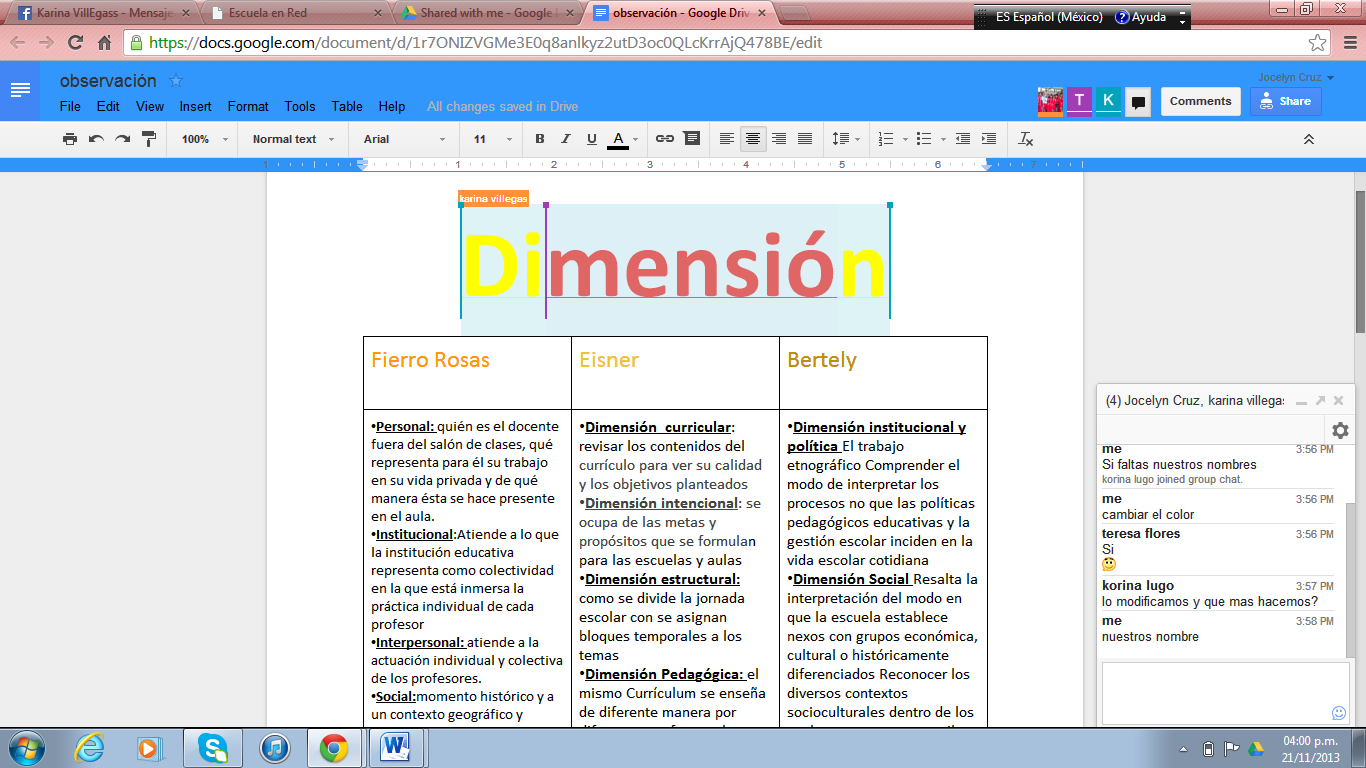 Karina VillEgass - Mensaje
Escuela en Red
Shared with me - Google
observación - Google Driv
ES Español (México)
Ayuda
https://docs.google.com/document/d/1r7ONIZVGMe3E0q8anlkyz2utD3oc0QLcKrrAjQ478BE/edit
observación
Jocelyn Cruz
File Edit View Insert Format Tools Table Help All changes saved in Drive
T K
Comments
Share
100% Normal text Arial 11 B I U A
1 2 3 4 5 6 7
karina villegas
Dimensión
Fierro Rosas
•Personal: quién es el docente
fuera del salón de clases, qué
representa para él su trabajo
en su vida privada y de qué
manera ésta se hace presente
en el aula.
•Institucional:Atiende a lo que
la institución educativa
representa como colectividad
en la que está inmersa la
práctica individual de cada
profesor
•Interpersonal: atiende a la
actuación individual y colectiva
de los profesores.
•Social:momento histórico y a
un contexto geográfico y
Eisner
•Dimensión curricular:
revisar los contenidos del
currículo para ver su calidad
y los objetivos planteados
•Dimensión intencional: se
ocupa de las metas y
propósitos que se formulan
para las escuelas y aulas
•Dimensión estructural:
como se divide la jornada
escolar con se asignan
bloques temporales a los
temas
•Dimensión Pedagógica: el
mismo Currículum se enseña
de diferente manera por
Bertely
•Dimensión institucional y
política El trabajo
etnográfico Comprender el
modo de interpretar los
procesos no que las políticas
pedagógicos educativas y la
gestión escolar inciden en la
vida escolar cotidiana
•Dimensión Social Resalta la
interpretación del modo en
que la escuela establece
nexos con grupos económica,
cultural o históricamente
diferenciados Reconocer los
diversos contextos
socioculturales dentro de los
(4) Jocelyn Cruz, karina villegas
me 3:56 PM
Si faltas nuestros nombres
korina lugo joined group chat.
me 3:56 PM
cambiar el color
teresa flores 3:56 PM
Si
korina lugo 3:57 PM
lo modificamos y que mas hacemos?
me 3:58 PM
nuestros nombre
04:00 p.m.
21/11/2013